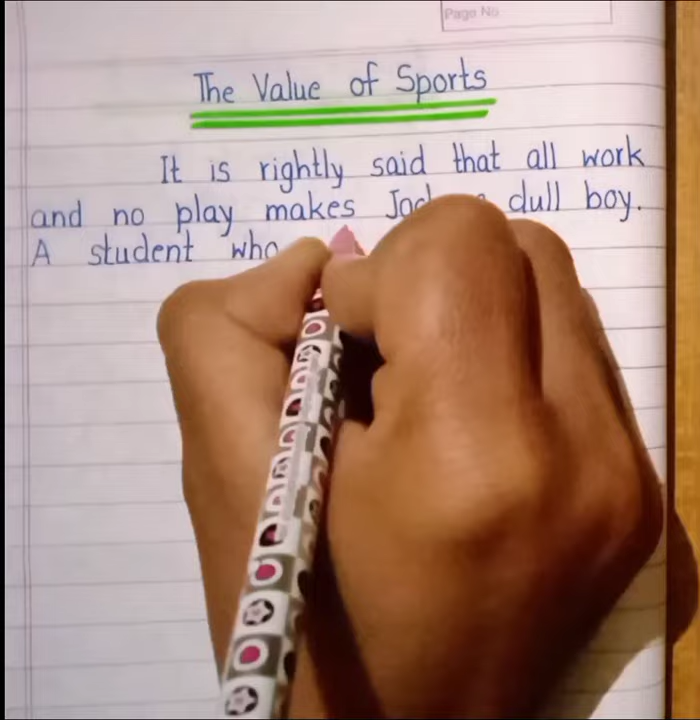 Page No
The Value of Sports
It is rightly said that all work
and no play makes dull boy.
A student who